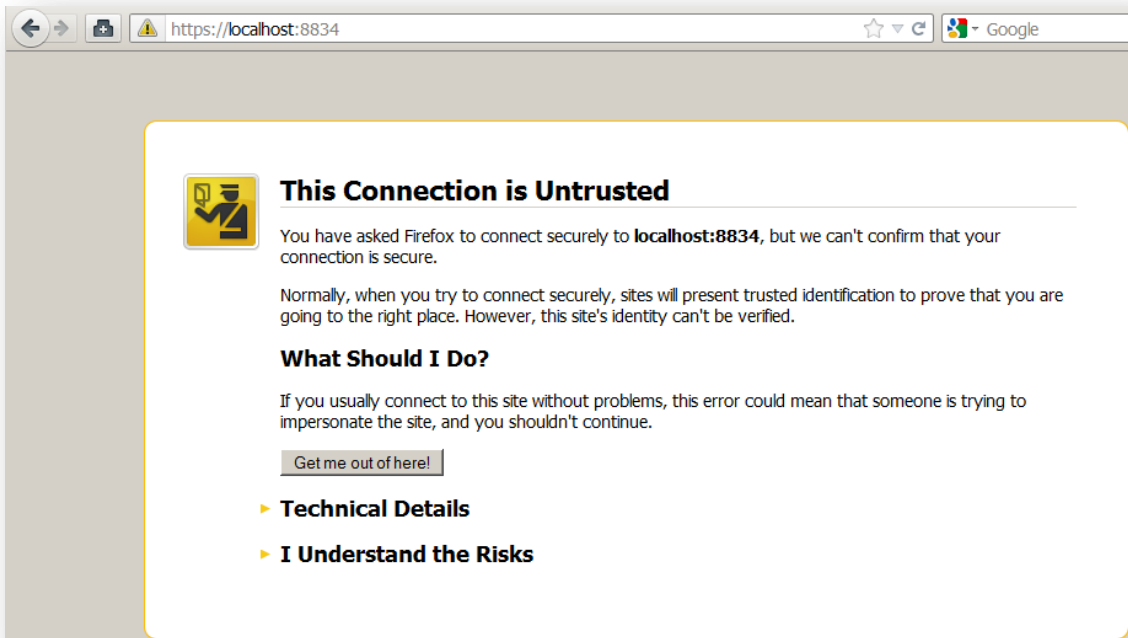 https://localhost:8834
Google
This Connection is Untrusted
You have asked Firefox to connect securely to localhost:8834, but we can't confirm that your
connection is secure.
Normally, when you try to connect securely, sites will present trusted identification to prove that you are
going to the right place. However, this site's identity can't be verified.
What Should I Do?
If you usually connect to this site without problems, this error could mean that someone is trying to
impersonate the site, and you shouldn't continue.
Get me out of here!
Technical Details
I Understand the Risks